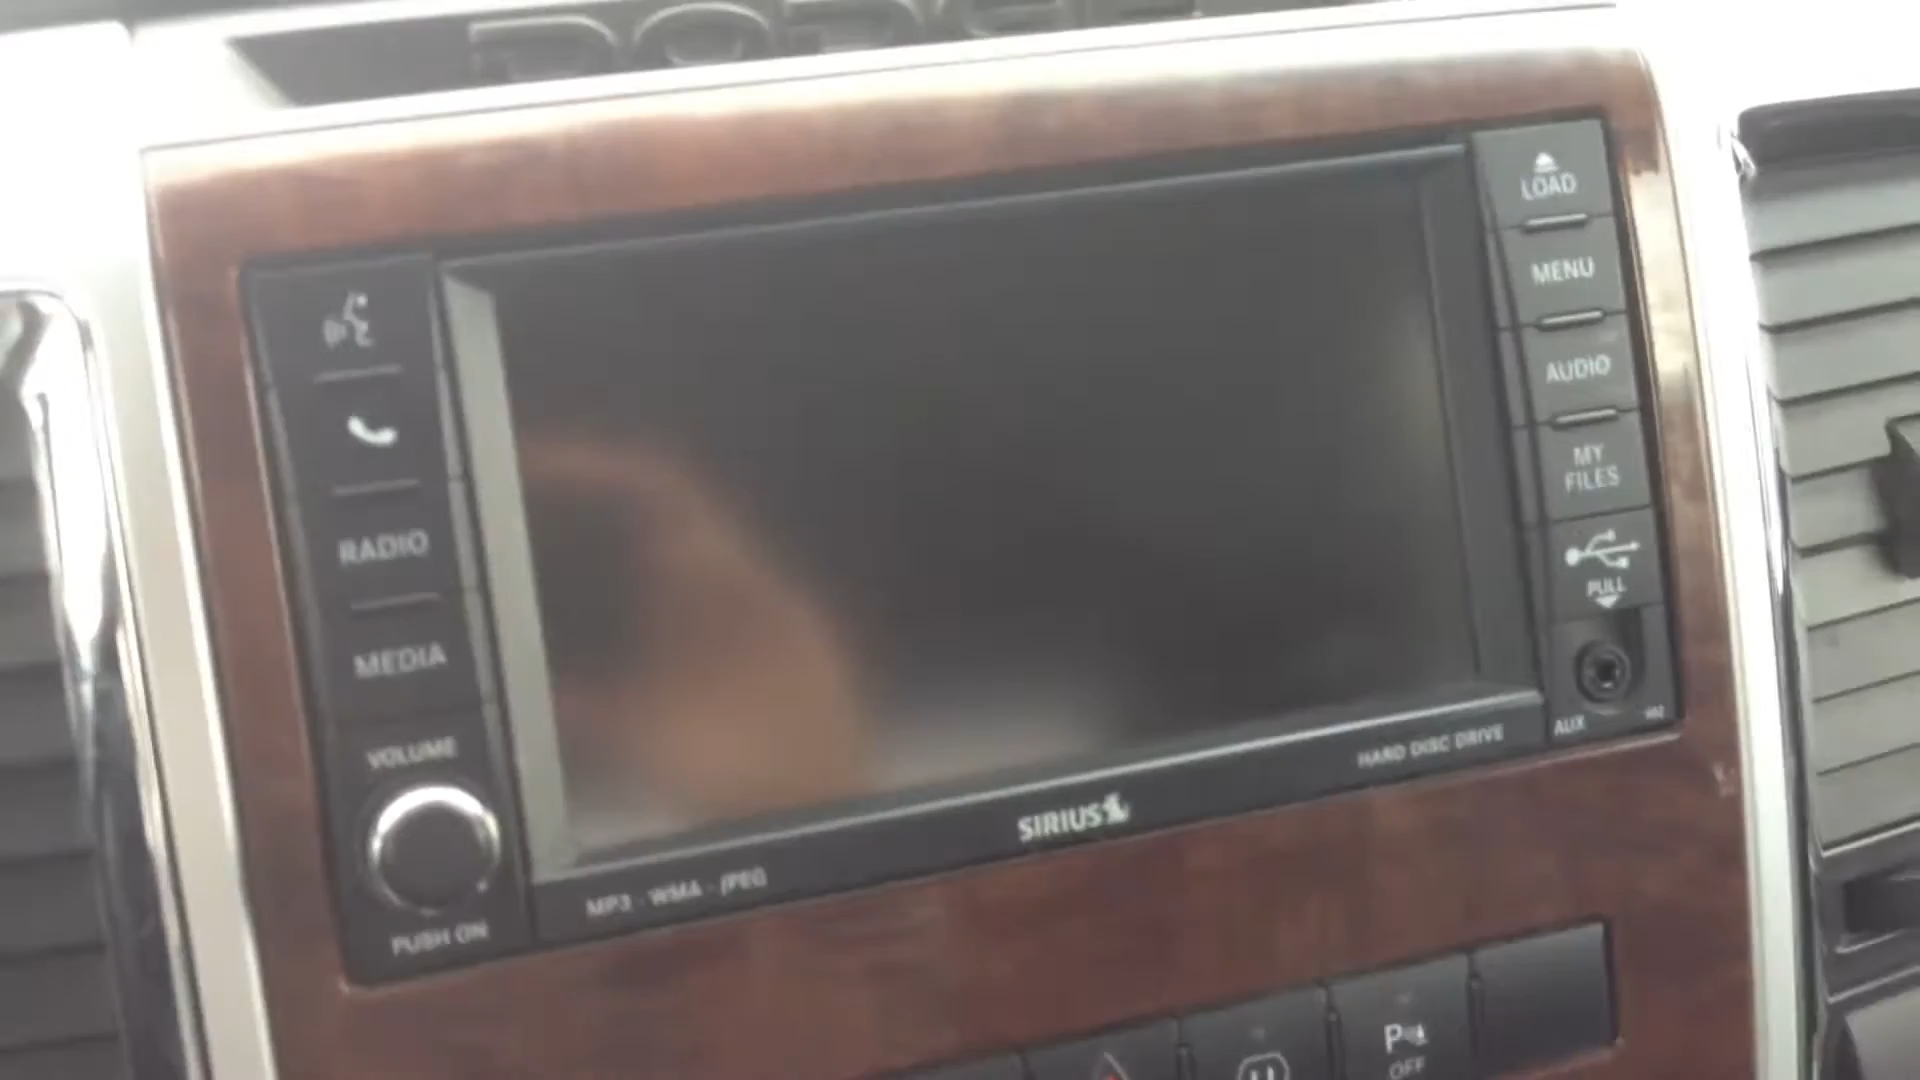 DODGE
LOAD
MENU
AUDIO
MY
FILES
PULL
AUX
RADIO
MEDIA
VOLUME
PUSH ON
HARD DISC DRIVE
SIRIUS
MP3 - WMA - JPEG
P
OFF